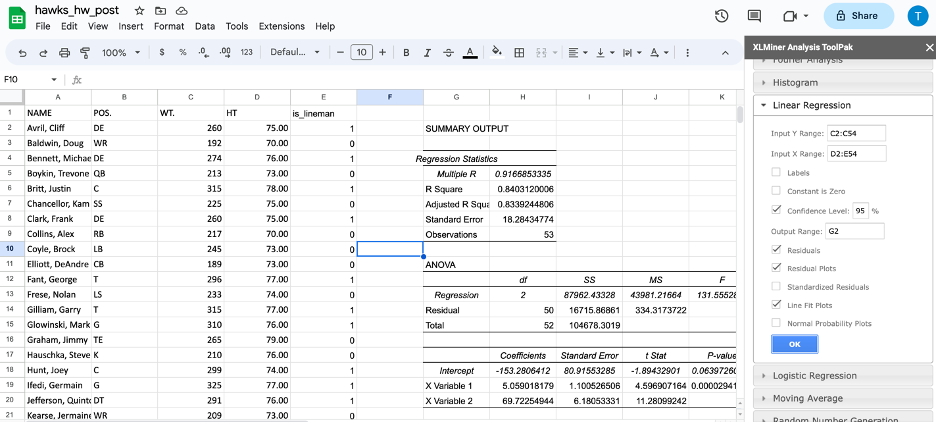 hawks_hw_post
File Edit View Insert Format Data Tools Extensions Help
Share
T
100% $ % .0 .00 123 Defaul... − 10 + B I S A
F10 fx
A B C D E F G H I J K
1 NAME POS. WT. HT is_lineman
2 Avril, Cliff DE 260 75.00 1 SUMMARY OUTPUT
3 Baldwin, Doug WR 192 70.00 0
4 Bennett, Michae DE 274 76.00 1 Regression Statistics
5 Boykin, Trevone QB 213 73.00 0 Multiple R 0.9166853335
6 Britt, Justin C 315 78.00 1 R Square 0.8403120006
7 Chancellor, Kam SS 225 75.00 0 Adjusted R Squa 0.8339244806
8 Clark, Frank DE 260 75.00 1 Standard Error 18.28434774
9 Collins, Alex RB 217 70.00 0 Observations 53
10 Coyle, Brock LB 245 73.00 0
11 Elliott, DeAndre CB 189 73.00 0 ANOVA
12 Fant, George T 296 77.00 1 df SS MS F
13 Frese, Nolan LS 233 74.00 0 Regression 2 87962.43328 43981.21664 131.5552
14 Gilliam, Garry T 315 77.00 1 Residual 50 16715.86861 334.3173722
15 Glowinski, Mark G 310 76.00 1 Total 52 104678.3019
16 Graham, Jimmy TE 265 79.00 0
17 Hauschka, Steve K 210 76.00 0 Coefficients Standard Error t Stat P-value
18 Hunt, Joey C 299 74.00 1 Intercept -153.2806412 80.91553285 -1.89432901 0.0639726
19 Ifedi, Germain G 325 77.00 1 X Variable 1 5.059018179 1.100526506 4.596907164 0.00002941
20 Jefferson, Quint DT 291 76.00 1 X Variable 2 69.72254944 6.18053331 11.28099242
21 Kearse, Jermaine WR 209 73.00 0
XLMiner Analysis ToolPak
Fourier Analysis
Histogram
Linear Regression
Input Y Range: C2:C54
Input X Range: D2:E54
Labels
Constant is Zero
Confidence Level: 95 %
Output Range: G2
Residuals
Residual Plots
Standardized Residuals
Line Fit Plots
Normal Probability Plots
OK
Logistic Regression
Moving Average
Random Number Generation